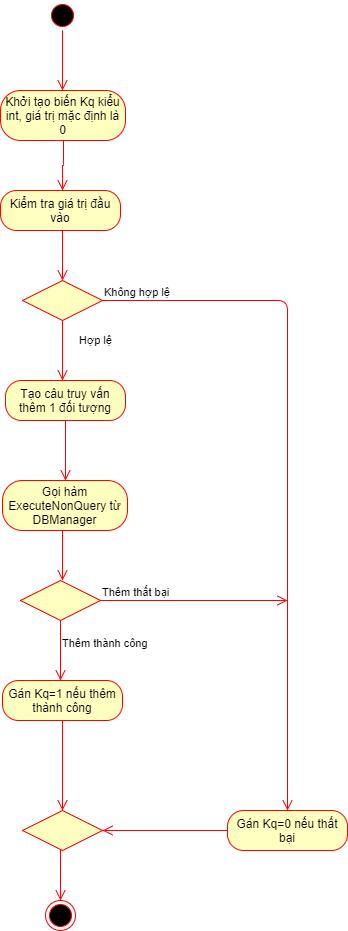 Khởi tạo biến Kq kiểu
int, giá trị mặc định là
0
Kiểm tra giá trị đầu
vào
Không hợp lệ
Hợp lệ
Tạo câu truy vấn
thêm 1 đối tượng
Gọi hàm
ExecuteNonQuery từ
DBManager
Thêm thất bại
Thêm thành công
Gán Kq=1 nếu thêm
thành công
Gán Kq=0 nếu thất
bại